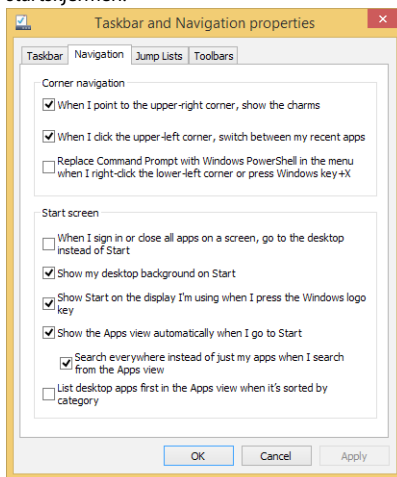 Taskbar and Navigation properties
Taskbar Navigation Jump Lists Toolbars
Corner navigation
When I point to the upper-right corner, show the charms
When I click the upper-left corner, switch between my recent apps
Replace Command Prompt with Windows PowerShell in the menu
when I right-click the lower-left corner or press Windows key+X
Start screen
When I sign in or close all apps on a screen, go to the desktop
instead of Start
Show my desktop background on Start
Show Start on the display I'm using when I press the Windows logo
key
Show the Apps view automatically when I go to Start
Search everywhere instead of just my apps when I search
from the Apps view
List desktop apps first in the Apps view when it's sorted by
category
OK Cancel Apply